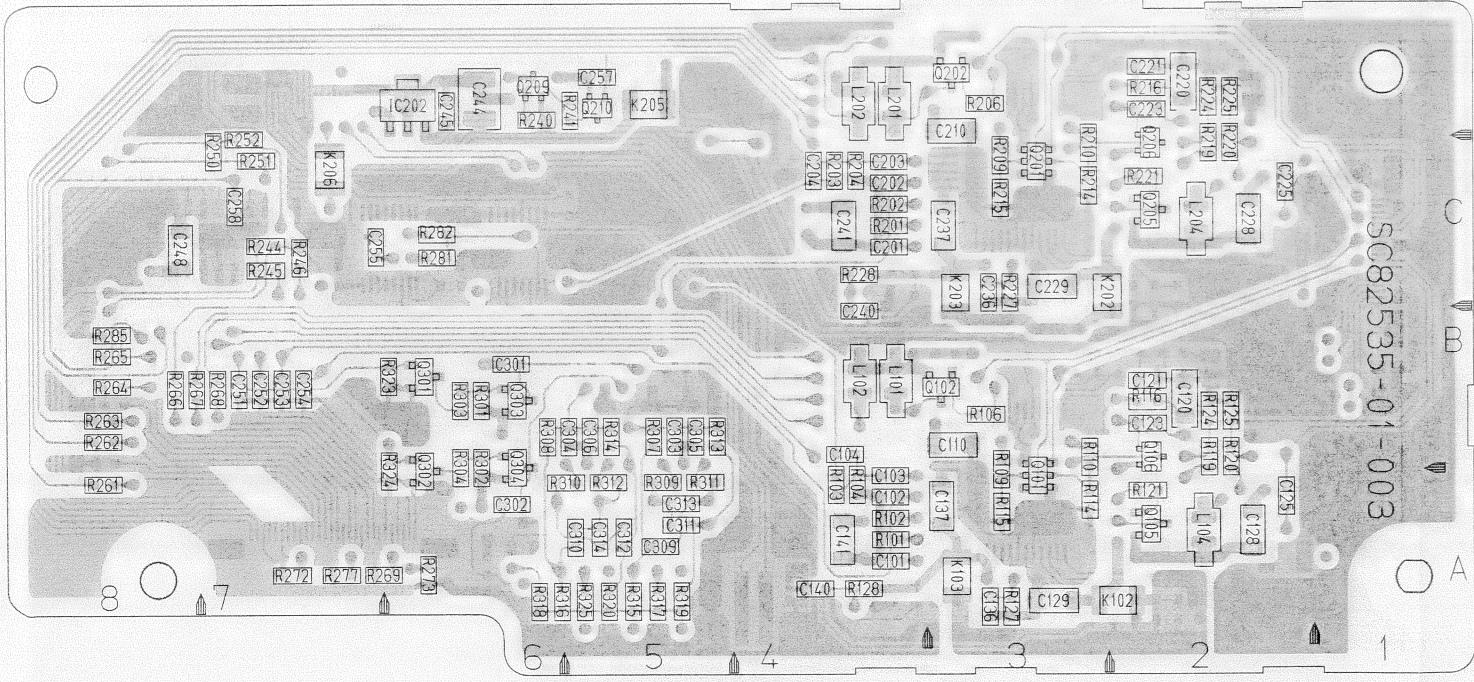 C257
Q209
Q202
C221
R216
C223
C220
R224
R225
IC202
C245
C244
R240
R241
Q210
K205
L202
L201
R206
C210
R252
R250
R251
K206
C204
R203
R204
C203
C202
R202
R201
C201
R209
Q201
R215
R210
R214
Q206
R219
R220
R221
C225
C258
C248
R244
R245
R246
C255
R282
R281
C241
C237
Q205
L204
C228
C
R228
C240
K203
C236
R227
C229
K202
SC82535-01-003
B
R285
R265
R264
R266
R267
R268
C251
C252
C253
C254
R323
Q301
C301
R303
R301
Q303
L102
L101
Q102
R106
C121
R116
C123
C120
R124
R125
R263
R262
R261
R308
C304
C306
R314
R307
C303
C305
R313
C110
R324
Q302
R304
R302
Q304
C302
R310
R312
R309
R311
C313
C311
C309
C310
C314
C312
C104
R103
R104
C103
C102
R102
R101
C101
C141
C137
R109
Q101
R115
R110
R114
Q106
R119
R120
R121
Q105
L104
C128
C125
R272
R277
R269
R273
R318
R316
R325
R320
R315
R317
R319
C140
R128
K103
C136
R127
C129
K102
A
8
7
6
5
4
3
2
1